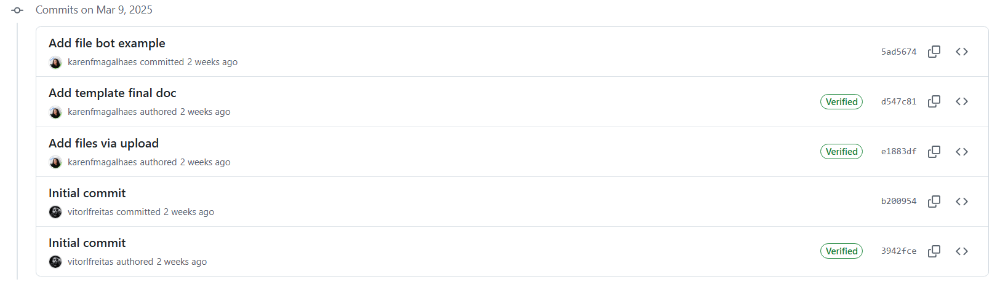 Commits on Mar 9, 2025
Add file bot example
karenfmagalhaes committed 2 weeks ago
5ad5674
Add template final doc
karenfmagalhaes authored 2 weeks ago
Verified d547c81
Add files via upload
karenfmagalhaes authored 2 weeks ago
Verified e1883df
Initial commit
vitorlfreitas committed 2 weeks ago
b200954
Initial commit
vitorlfreitas authored 2 weeks ago
Verified 3942fce